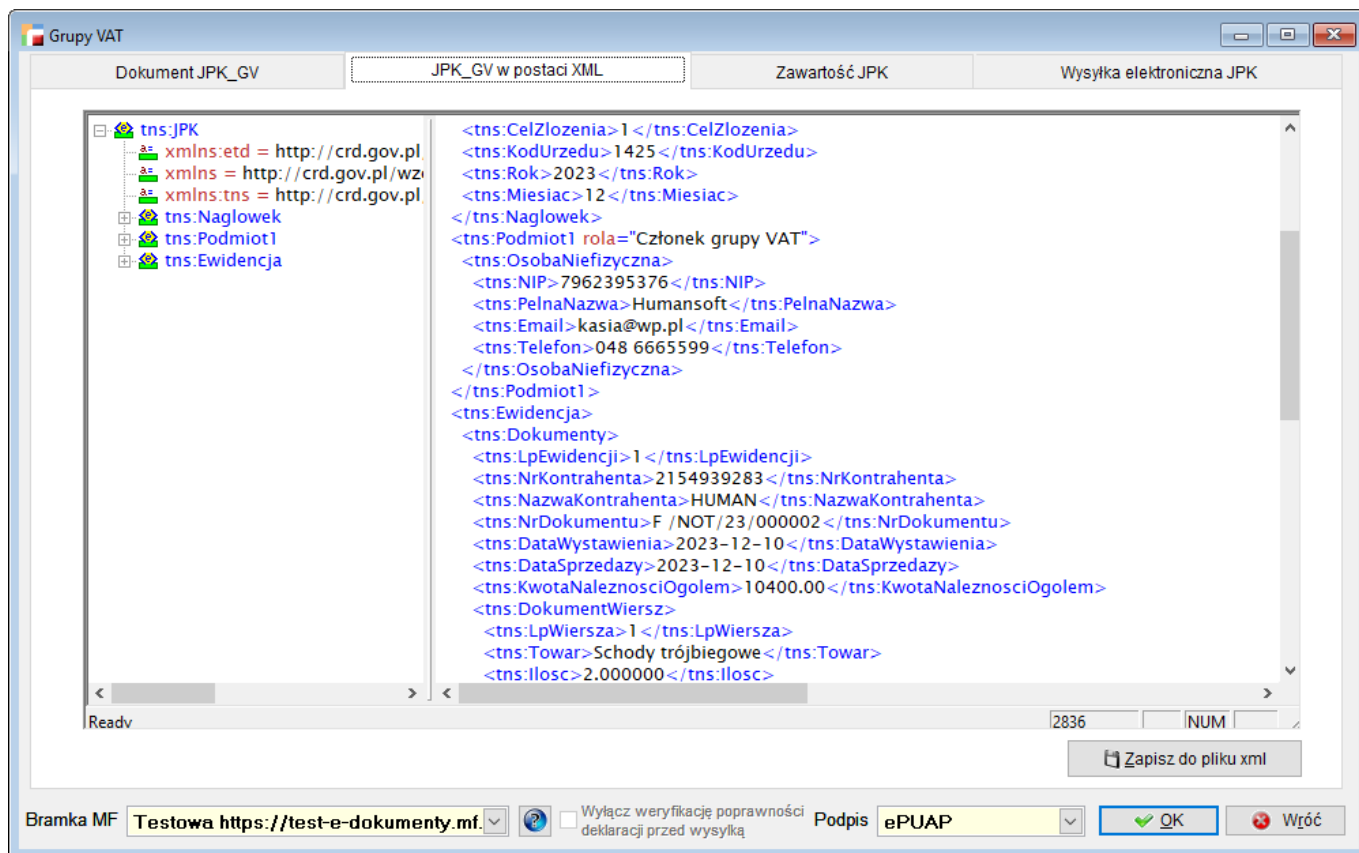 Grupy VAT
Dokument JPK_GV
JPK_GV w postaci XML
Zawartość JPK
Wysyłka elektroniczna JPK
tns:JPK
xmlns:etd = http://crd.gov.pl/
xmlns = http://crd.gov.pl/wz
xmlns:tns = http://crd.gov.pl
tns:Naglowek
tns:Podmiot1
tns:Ewidencja
<tns:CelZlozenia>1</tns:CelZlozenia>
<tns:KodUrzedu>1425</tns:KodUrzedu>
<tns:Rok>2023</tns:Rok>
<tns:Miesiac>12</tns:Miesiac>
</tns:Naglowek>
<tns:Podmiot1 rola="Członek grupy VAT">
<tns:OsobaNiefizyczna>
<tns:NIP>7962395376</tns:NIP>
<tns:PelnaNazwa>Humansoft</tns:PelnaNazwa>
<tns:Email>kasia@wp.pl</tns:Email>
<tns:Telefon>048 6665599</tns:Telefon>
</tns:OsobaNiefizyczna>
</tns:Podmiot1>
<tns:Ewidencja>
<tns:Dokumenty>
<tns:LpEwidencji>1</tns:LpEwidencji>
<tns:NrKontrahenta>2154939283</tns:NrKontrahenta>
<tns:NazwaKontrahenta>HUMAN</tns:NazwaKontrahenta>
<tns:NrDokumentu>F /NOT/23/000002</tns:NrDokumentu>
<tns:DataWystawienia>2023-12-10</tns:DataWystawienia>
<tns:DataSprzedazy>2023-12-10</tns:DataSprzedazy>
<tns:KwotaNaleznosciOgolem>10400.00</tns:KwotaNaleznosciOgolem>
<tns:DokumentWiersz>
<tns:LpWiersza>1</tns:LpWiersza>
<tns:Towar>Schody trójbiegowe</tns:Towar>
<tns:Ilosc>2.000000</tns:Ilosc>
Ready
2836
NUM
Zapisz do pliku xml
Bramka MF
Testowa https://test-e-dokumenty.mf.
Wyłącz weryfikację poprawności
deklaracji przed wysylką
Podpis
ePUAP
OK
Wróć